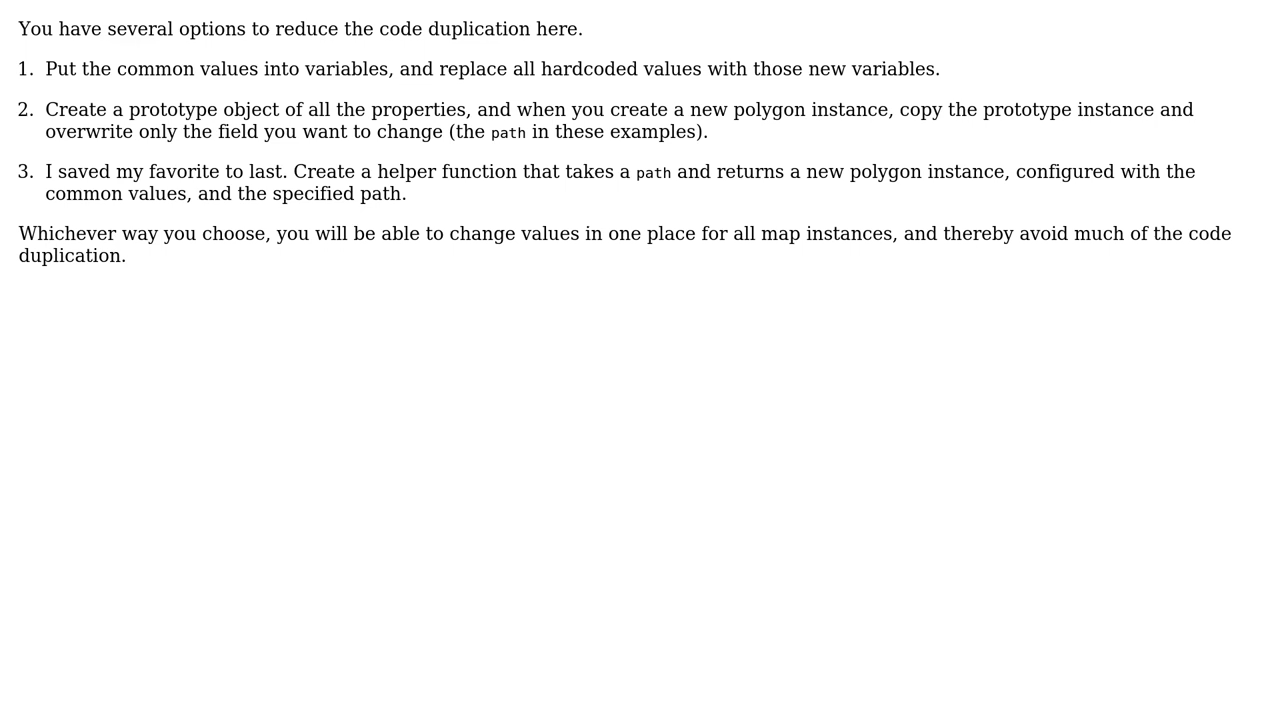 You have several options to reduce the code duplication here.
1. Put the common values into variables, and replace all hardcoded values with those new variables.
2. Create a prototype object of all the properties, and when you create a new polygon instance, copy the prototype instance and
overwrite only the field you want to change (the path in these examples).
3. I saved my favorite to last. Create a helper function that takes a path and returns a new polygon instance, configured with the
common values, and the specified path.
Whichever way you choose, you will be able to change values in one place for all map instances, and thereby avoid much of the code
duplication.